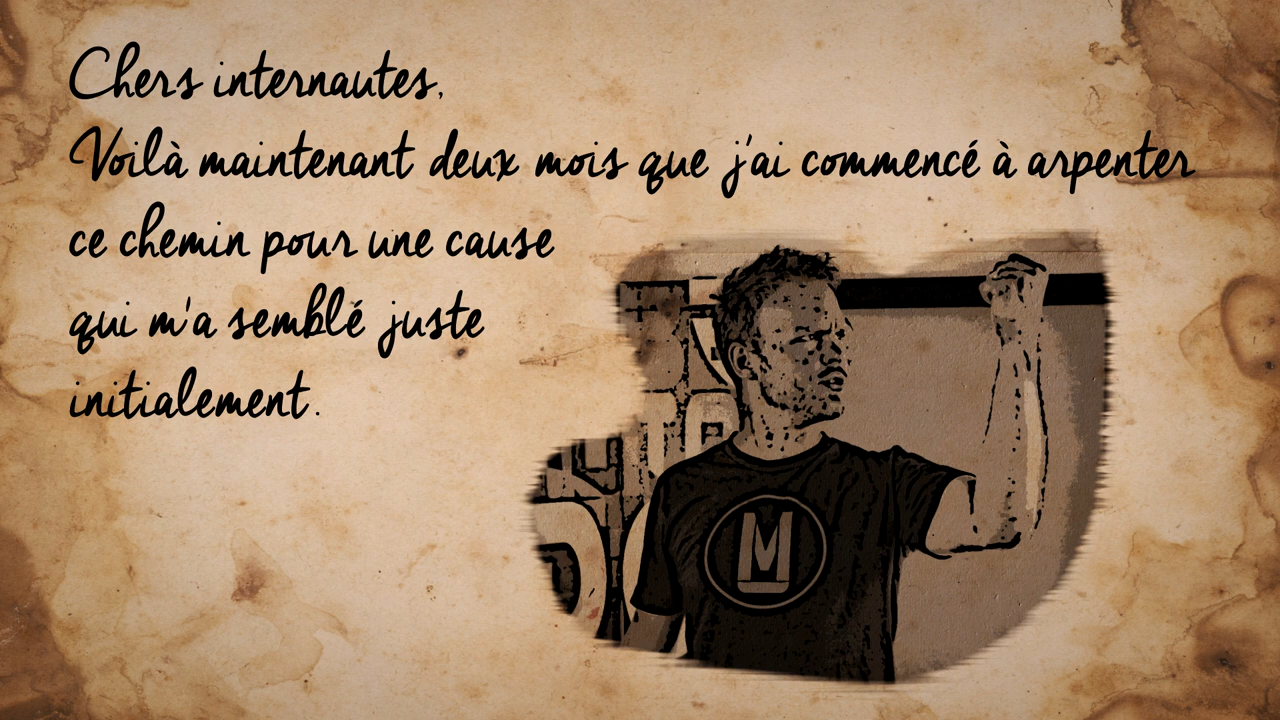 Chers internautes,
Voilà maintenant deux mois que j'ai commencé à arpenter
ce chemin pour une cause
qui m'a semblé juste
initialement.
M